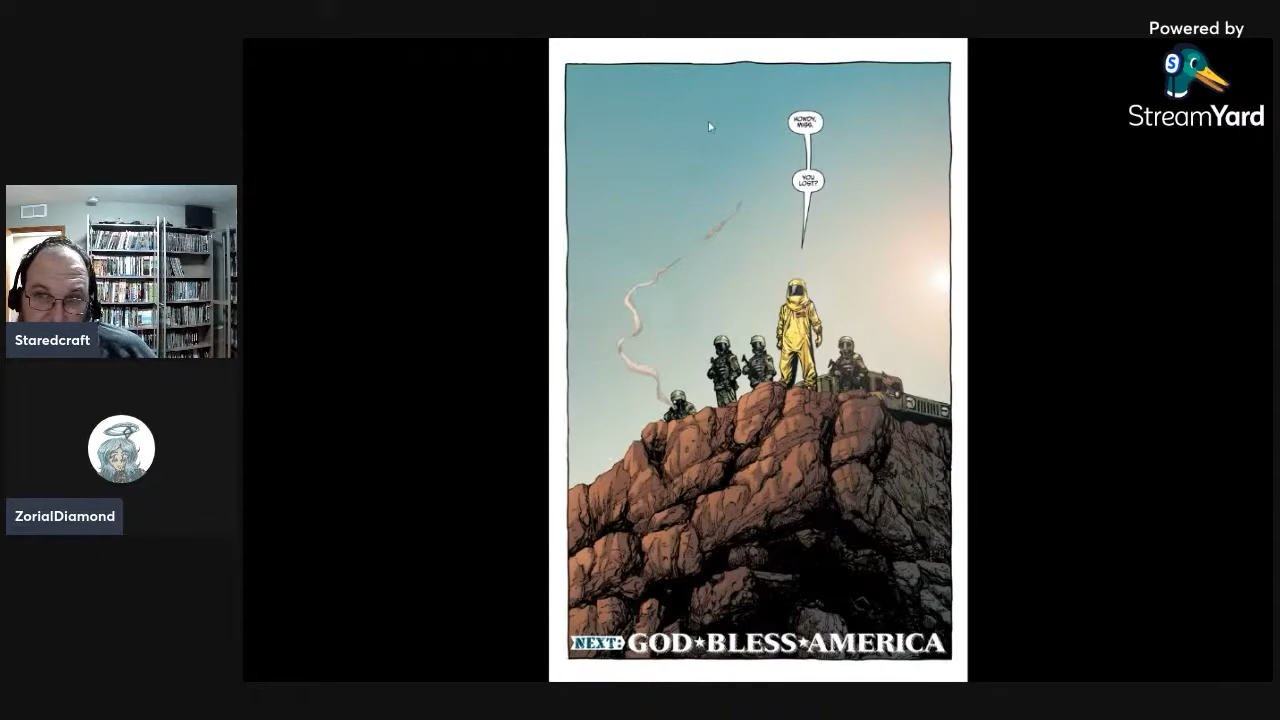 Powered by
StreamYard
HOWDY,
MISS.
YOU
LOST?
Staredcraft
ZorialDiamond
NEXT: GOD★BLESS★AMERICA